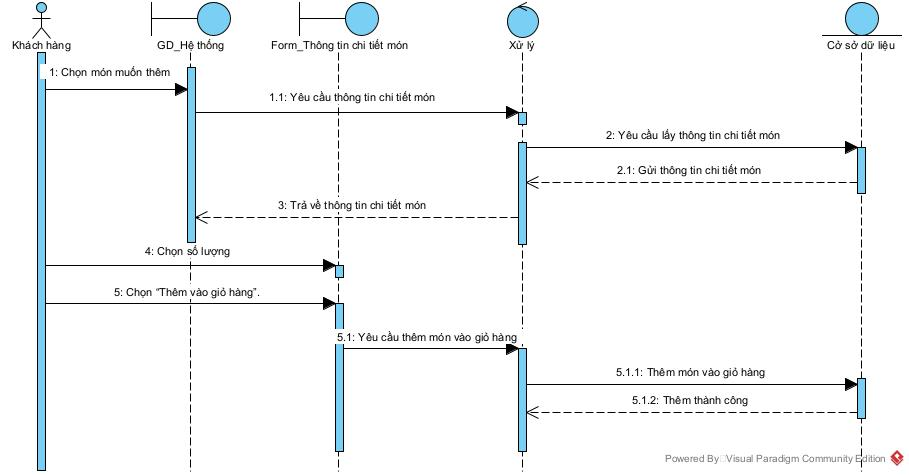 Khách hàng
GD_Hệ thống
Form_Thông tin chi tiết món
Xử lý
Cở sở dữ liệu
1: Chọn món muốn thêm
1.1: Yêu cầu thông tin chi tiết món
2: Yêu cầu lấy thông tin chi tiết món
2.1: Gửi thông tin chi tiết món
3: Trả về thông tin chi tiết món
4: Chọn số lượng
5: Chọn “Thêm vào giỏ hàng”.
5.1: Yêu cầu thêm món vào giỏ hàng
5.1.1: Thêm món vào giỏ hàng
5.1.2: Thêm thành công
Powered By Visual Paradigm Community Edition